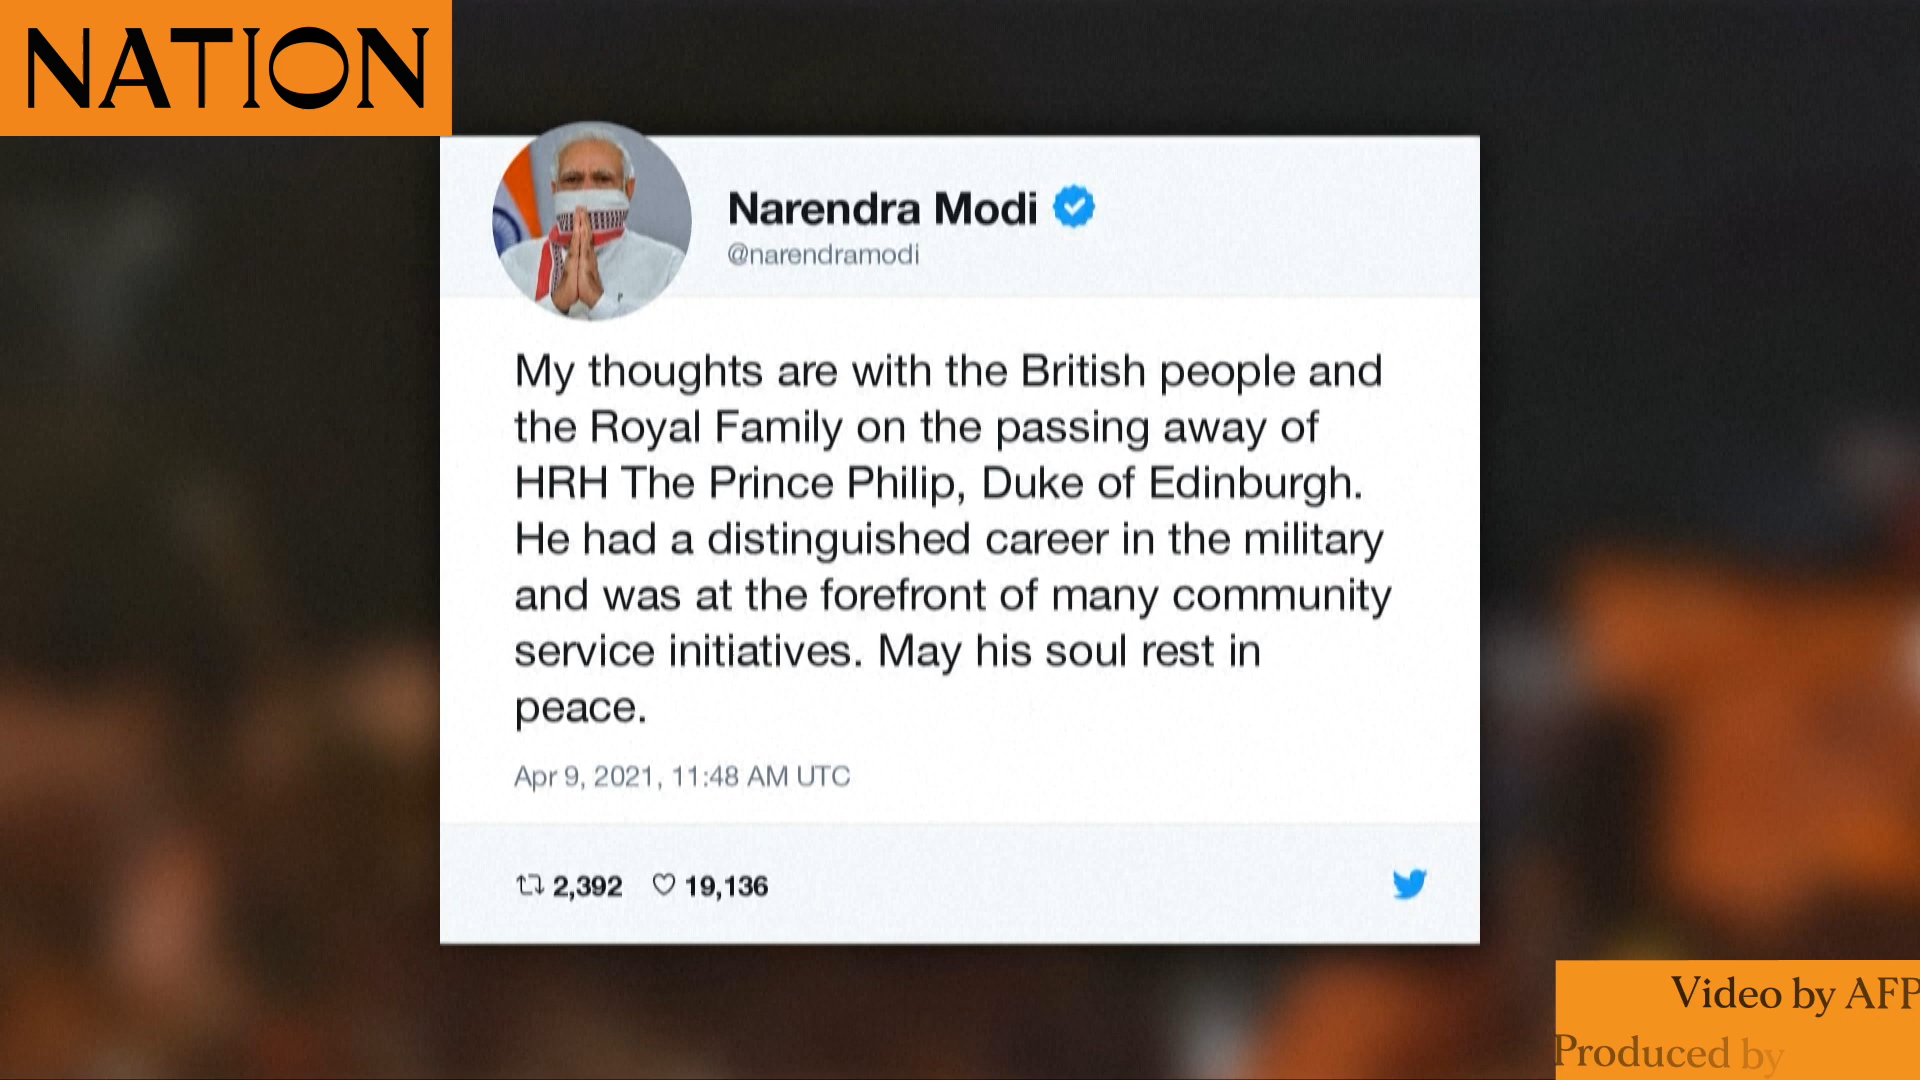 NATION
Narendra Modi
@narendramodi
My thoughts are with the British people and
the Royal Family on the passing away of
HRH The Prince Philip, Duke of Edinburgh.
He had a distinguished career in the military
and was at the forefront of many community
service initiatives. May his soul rest in
peace.
Apr 9, 2021, 11:48 AM UTC
2,392 19,136
Video by AFP
Produced by